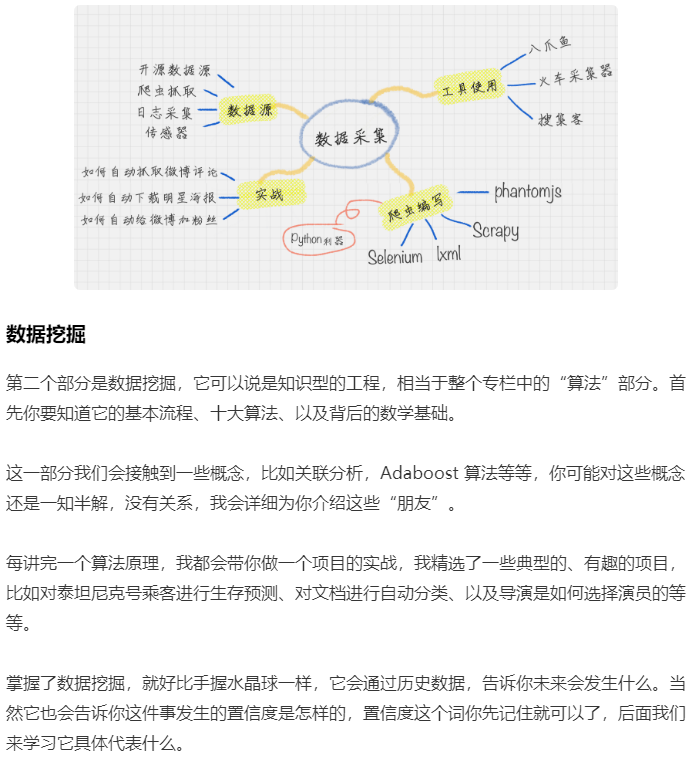 数据采集
数据源
开源数据源
爬虫抓取
日志采集
传感器
工具使用
八爪鱼
火车采集器
搜集客
实战
如何自动抓取微博评论
如何自动下载明星海报
如何自动给微博加粉丝
爬虫编写
phantomjs
Scrapy
lxml
Selenium
Python利器
数据挖掘
第二个部分是数据挖掘，它可以说是知识型的工程，相当于整个专栏中的“算法”部分。首
先你要知道它的基本流程、十大算法、以及背后的数学基础。
这一部分我们会接触到一些概念，比如关联分析，Adaboost 算法等等，你可能对这些概念
还是一知半解，没有关系，我会详细为你介绍这些“朋友”。
每讲完一个算法原理，我都会带你做一个项目的实战，我精选了一些典型的、有趣的项目，
比如对泰坦尼克号乘客进行生存预测、对文档进行自动分类、以及导演是如何选择演员的等
等。
掌握了数据挖掘，就好比手握水晶球一样，它会通过历史数据，告诉你未来会发生什么。当
然它也会告诉你这件事发生的置信度是怎样的，置信度这个词你先记住就可以了，后面我们
来学习它具体代表什么。